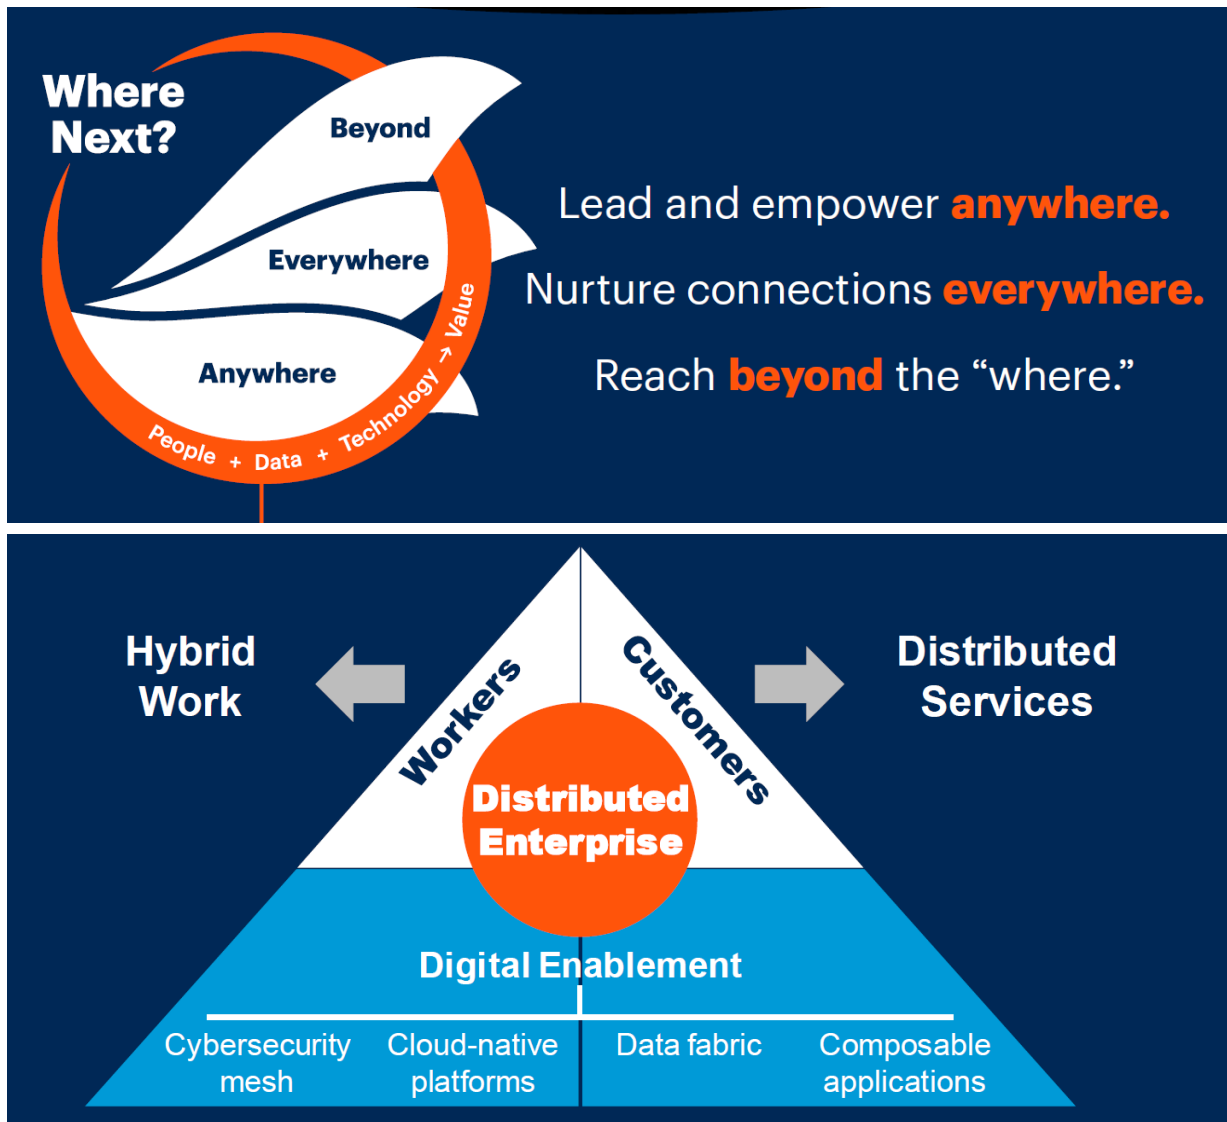 Where
Next?
Beyond
Everywhere
Anywhere
People + Data + Technology → Value
Lead and empower anywhere.
Nurture connections everywhere.
Reach beyond the “where.”
Hybrid
Work
Workers
Customers
Distributed
Services
Distributed
Enterprise
Digital Enablement
Cybersecurity
mesh
Cloud-native
platforms
Data fabric
Composable
applications